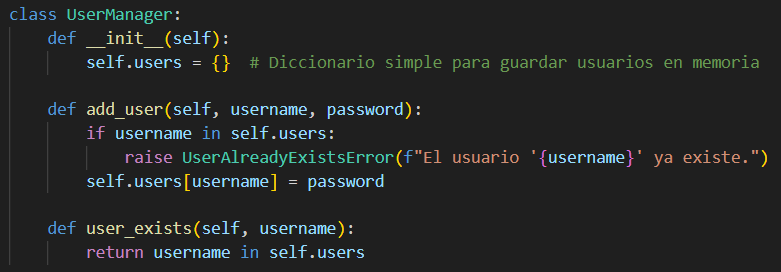 class UserManager:
    def __init__(self):
        self.users = {}  # Diccionario simple para guardar usuarios en memoria

    def add_user(self, username, password):
        if username in self.users:
            raise UserAlreadyExistsError(f"El usuario '{username}' ya existe.")
        self.users[username] = password

    def user_exists(self, username):
        return username in self.users